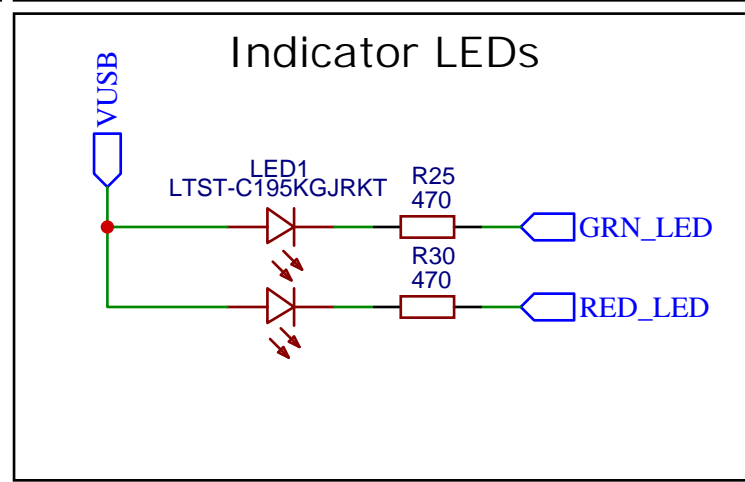 Indicator LEDs
VUSB
LED1
LTST-C195KGJRKT
R25
470
GRN_LED
R30
470
RED_LED